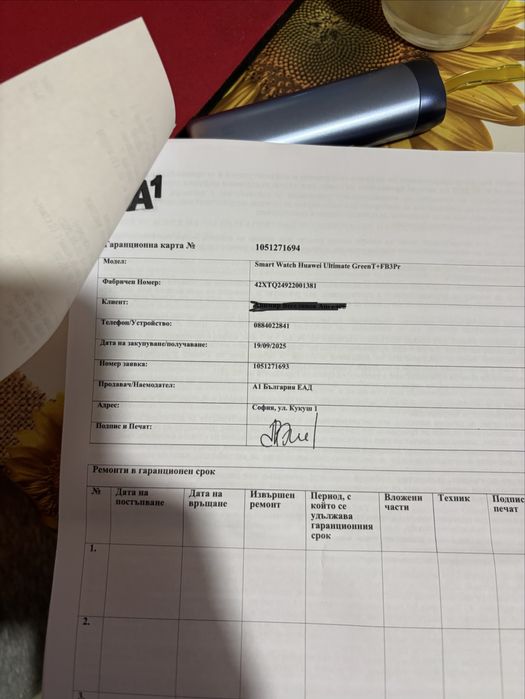 A1
Гаранционна карта № 1051271694
Модел: Smart Watch Huawei Ultimate GreenT+FB3Pr
Фабричен Номер: 42XTQ24922001381
Клиент:
Телефон/Устройство: 0884022841
Дата на закупуване/получаване: 19/09/2025
Номер заявка: 1051271693
Продавач/Наемодател: А1 България ЕАД
Адрес: София, ул. Кукуш 1
Подпис и Печат:
Ремонти в гаранционен срок
№ Дата на постъпване Дата на връщане Извършен ремонт Период, с който се удължава гаранционния срок Вложени части Техник Подпис печат
1.
2.